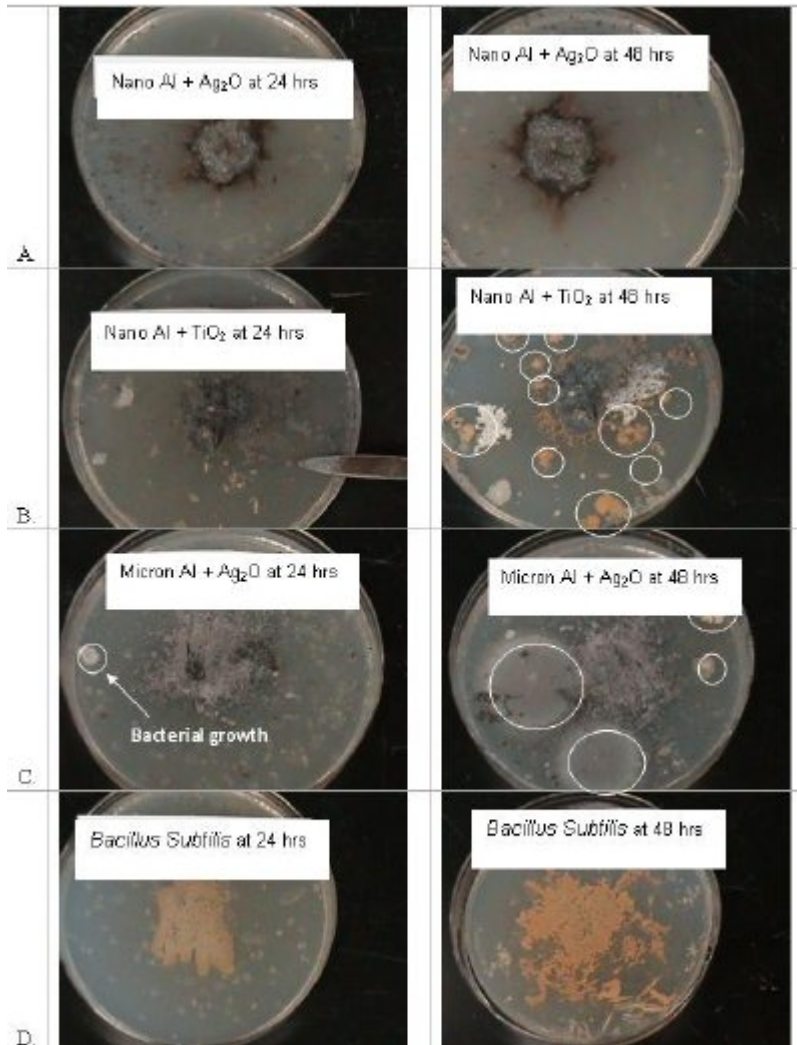 Nano Al + Ag₂O at 24 hrs
Nano Al + Ag₂O at 48 hrs
A.
Nano Al + TiO₂ at 24 hrs
Nano Al + TiO₂ at 48 hrs
B.
Micron Al + Ag₂O at 24 hrs
Micron Al + Ag₂O at 48 hrs
Bacterial growth
C.
Bacillus Subtilis at 24 hrs
Bacillus Subtilis at 48 hrs
D.